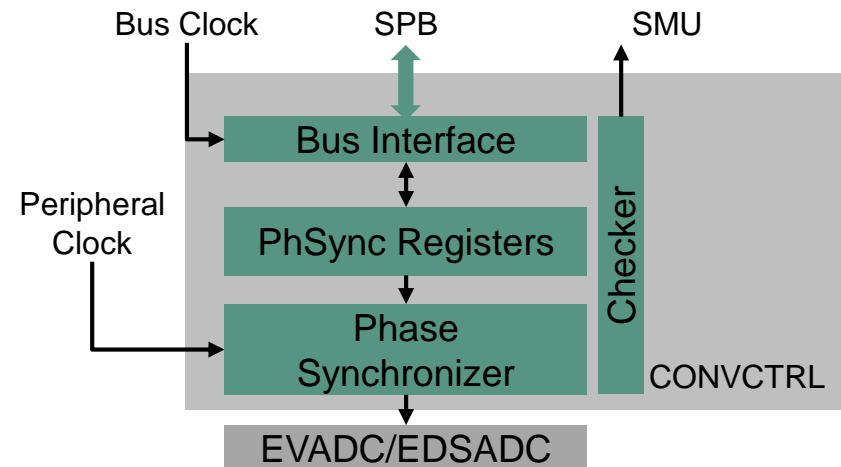 Bus Clock
SPB
SMU
Bus Interface
Peripheral
Clock
PhSync Registers
Checker
Phase
Synchronizer
CONVCTRL
EVADC/EDSADC